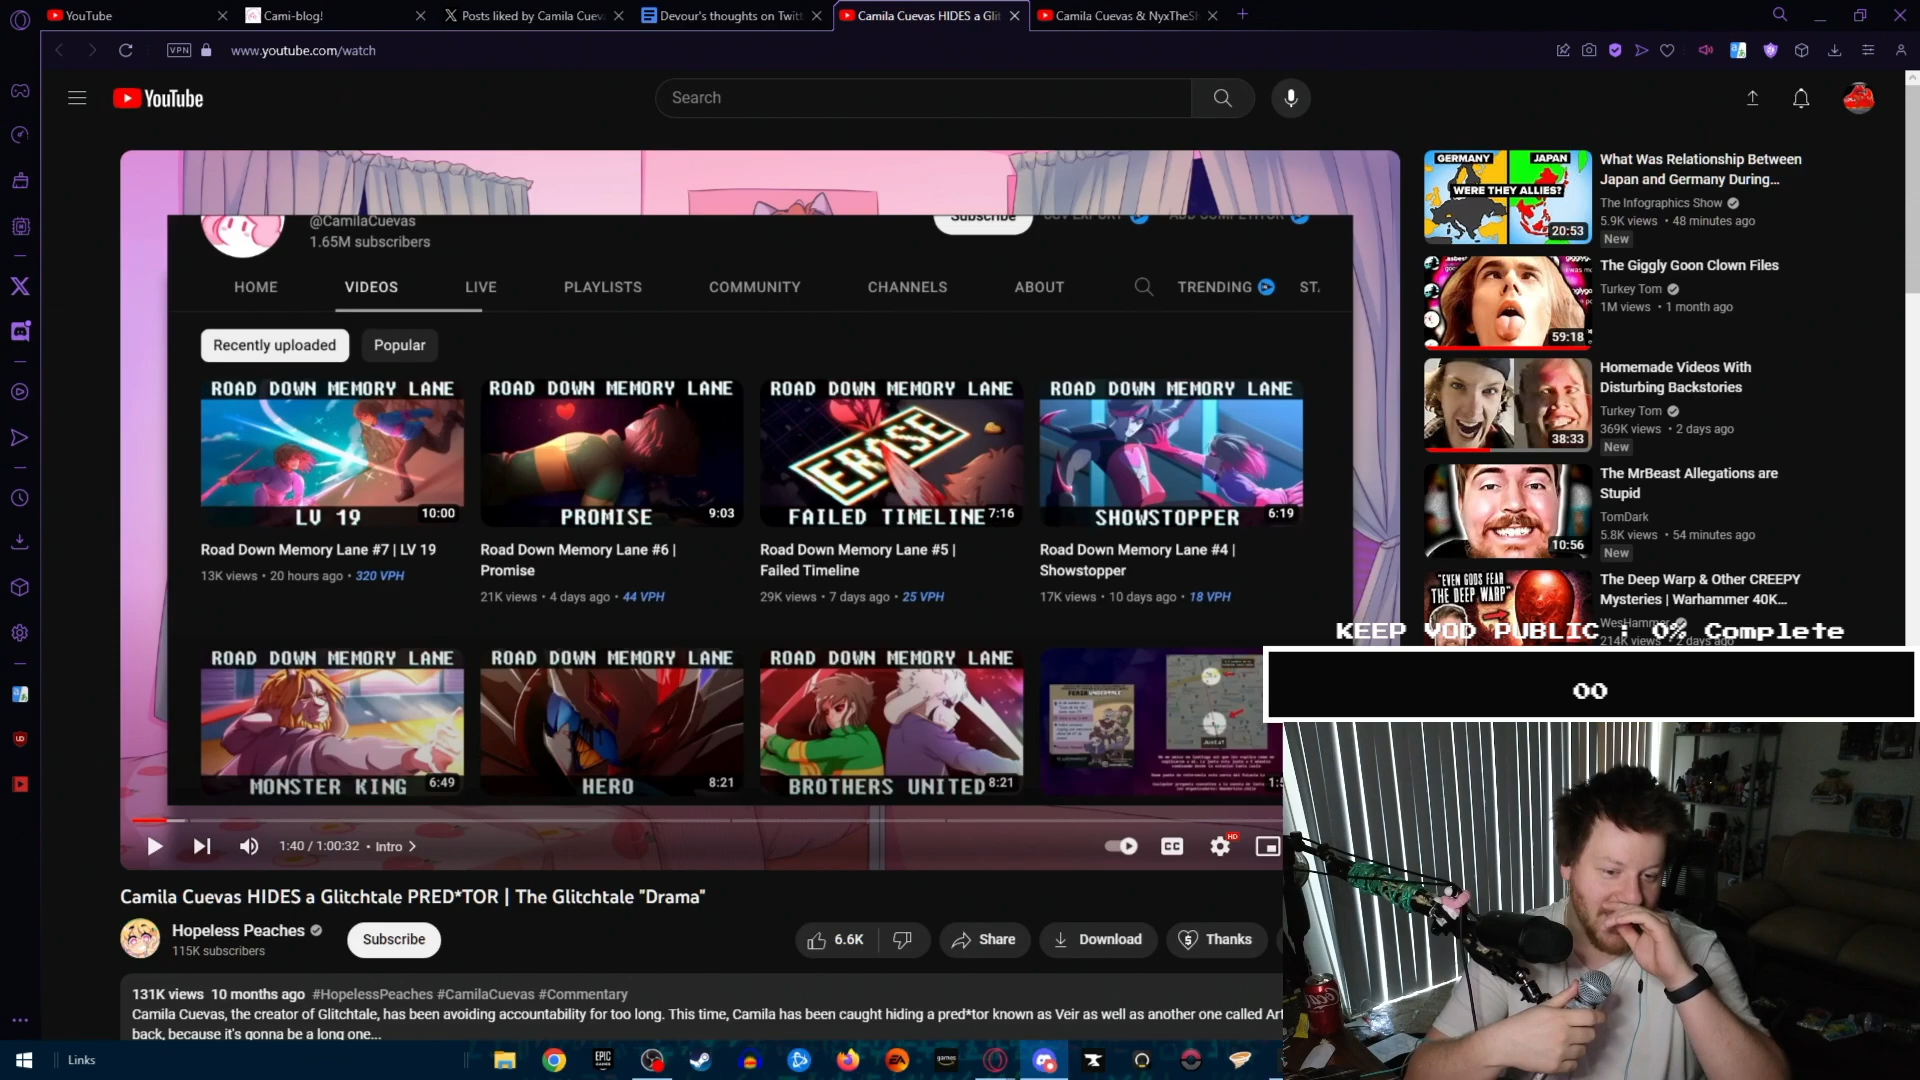 YouTube
Cami-blog!
Posts liked by Camila Cuev
Devour's thoughts on Twit
Camila Cuevas HIDES a Glit
Camila Cuevas & NyxTheSh
VPN
www.youtube.com/watch
YouTube
Search
@CamilaCuevas
1.65M subscribers
Subscribe
HOME
VIDEOS
LIVE
PLAYLISTS
COMMUNITY
CHANNELS
ABOUT
TRENDING
Recently uploaded
Popular
ROAD DOWN MEMORY LANE
LV 19
10:00
Road Down Memory Lane #7 | LV 19
13K views • 20 hours ago • 320 VPH
ROAD DOWN MEMORY LANE
PROMISE
9:03
Road Down Memory Lane #6 |
Promise
21K views • 4 days ago • 44 VPH
ROAD DOWN MEMORY LANE
ERASE
FAILED TIMELINE
7:16
Road Down Memory Lane #5 |
Failed Timeline
29K views • 7 days ago • 25 VPH
ROAD DOWN MEMORY LANE
SHOWSTOPPER
6:19
Road Down Memory Lane #4 |
Showstopper
17K views • 10 days ago • 18 VPH
ROAD DOWN MEMORY LANE
MONSTER KING
6:49
ROAD DOWN MEMORY LANE
HERO
8:21
ROAD DOWN MEMORY LANE
BROTHERS UNITED
8:21
1:40 / 1:00:32 • Intro
CC
HD
Camila Cuevas HIDES a Glitchtale PRED*TOR | The Glitchtale "Drama"
Hopeless Peaches
115K subscribers
Subscribe
6.6K
Share
Download
Thanks
131K views 10 months ago #HopelessPeaches #CamilaCuevas #Commentary
Camila Cuevas, the creator of Glitchtale, has been avoiding accountability for too long. This time, Camila has been caught hiding a pred*tor known as Veir as well as another one called
back, because it's gonna be a long one...
GERMANY
JAPAN
WERE THEY ALLIES?
20:53
What Was Relationship Between
Japan and Germany During...
The Infographics Show
5.9K views • 48 minutes ago
New
59:18
The Giggly Goon Clown Files
Turkey Tom
1M views • 1 month ago
38:33
Homemade Videos With
Disturbing Backstories
Turkey Tom
369K views • 2 days ago
New
10:56
The MrBeast Allegations are
Stupid
TomDark
5.8K views • 54 minutes ago
New
"EVEN GODS FEAR
THE DEEP WARP"
The Deep Warp & Other CREEPY
Mysteries | Warhammer 40K...
WesHammer
214K views • 2 days ago
KEEP VOD PUBLIC : 0% Complete
00
Links
EPIC
GAMES
EA
games